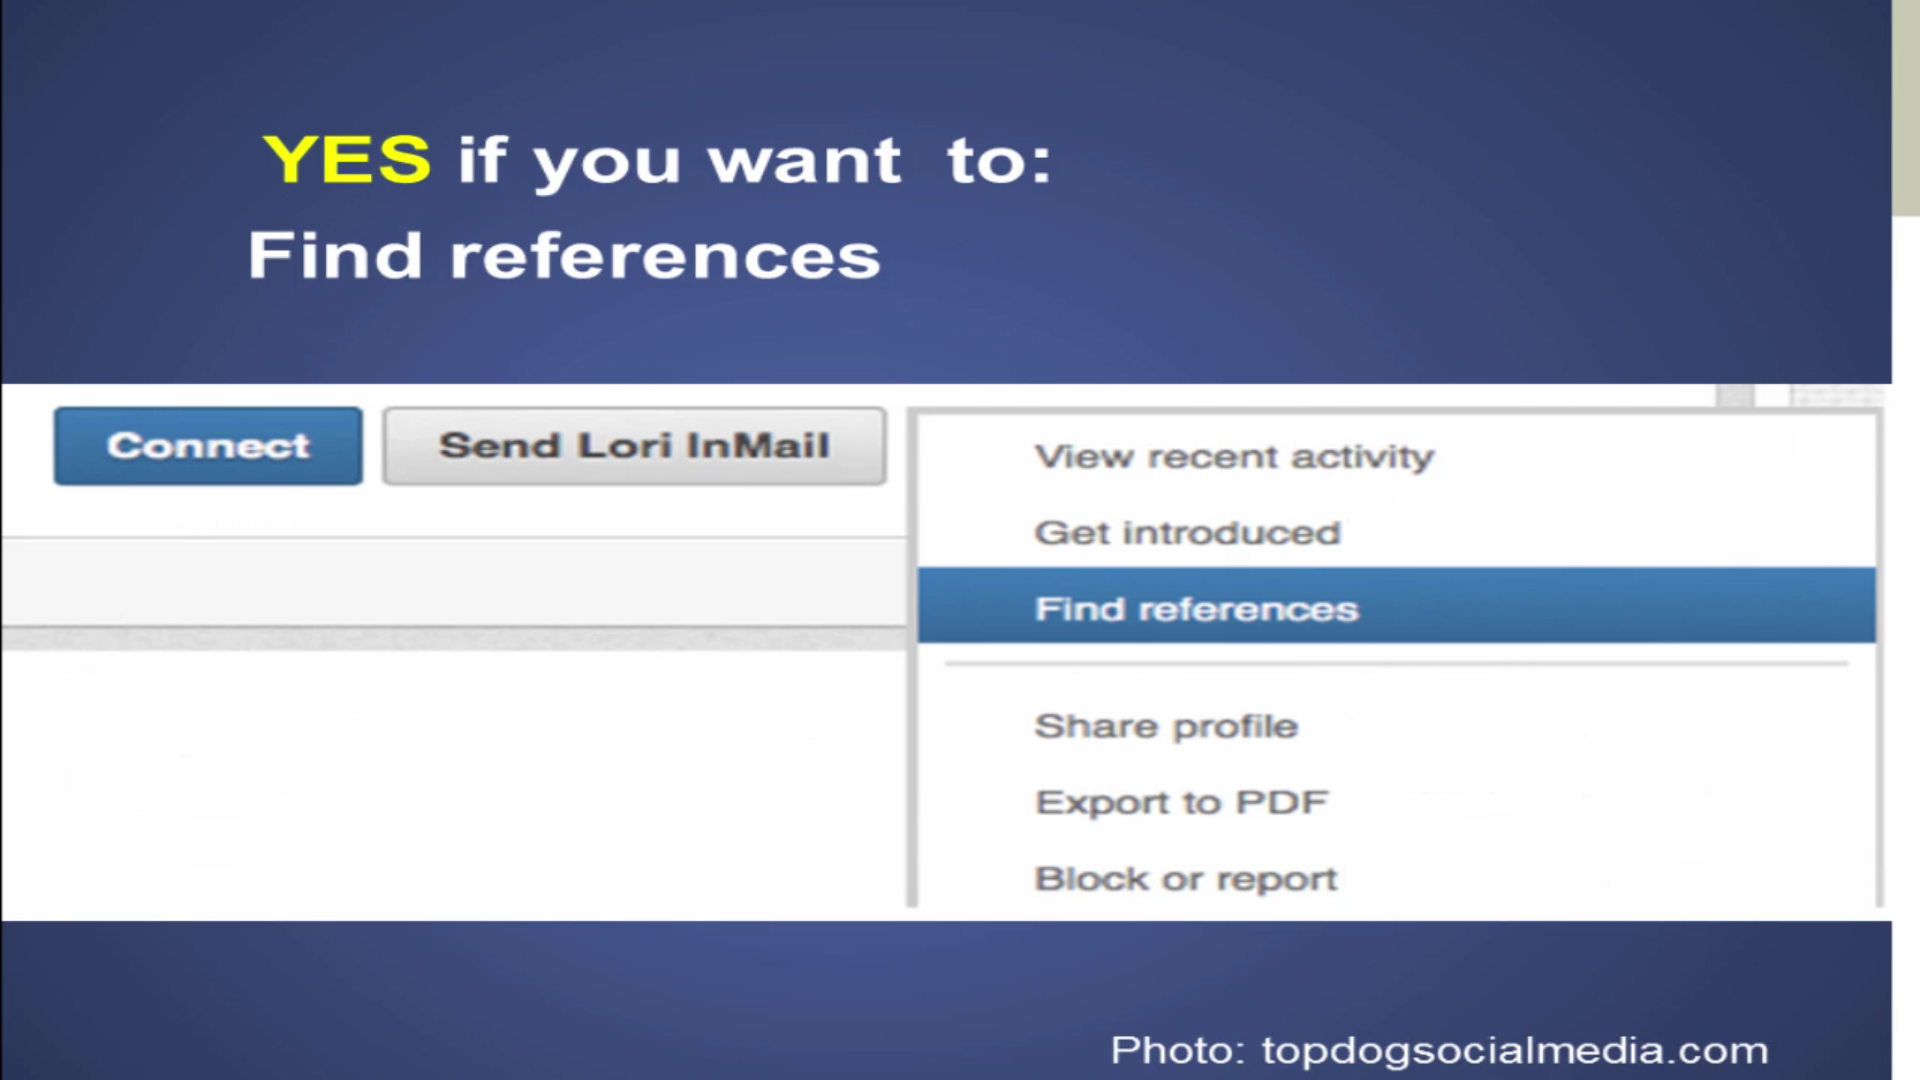 YES if you want to:
Find references
Connect
Send Lori InMail
View recent activity
Get introduced
Find references
Share profile
Export to PDF
Block or report
Photo: topdogsocialmedia.com